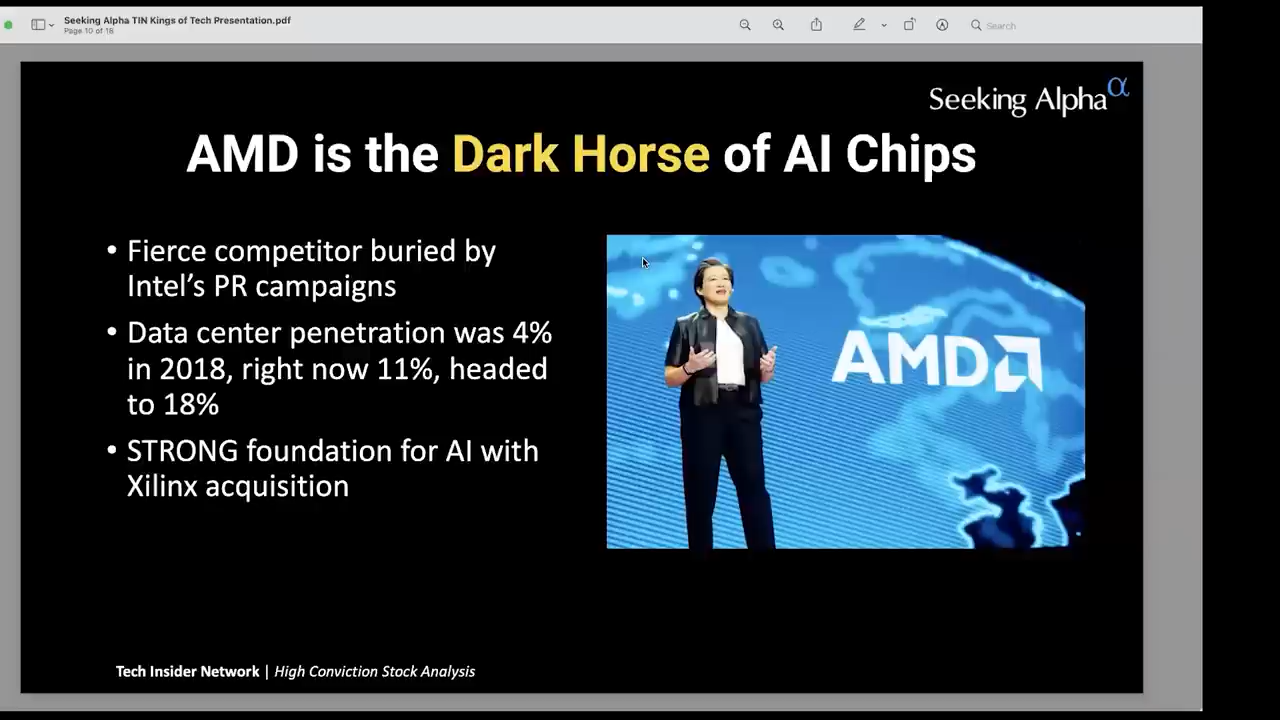 Seeking Alpha TIN Kings of Tech Presentation.pdf
Page 10 of 18
Search
Seeking Alpha α
AMD is the Dark Horse of AI Chips
• Fierce competitor buried by
Intel’s PR campaigns
• Data center penetration was 4%
in 2018, right now 11%, headed
to 18%
• STRONG foundation for AI with
Xilinx acquisition
AMD
Tech Insider Network | High Conviction Stock Analysis